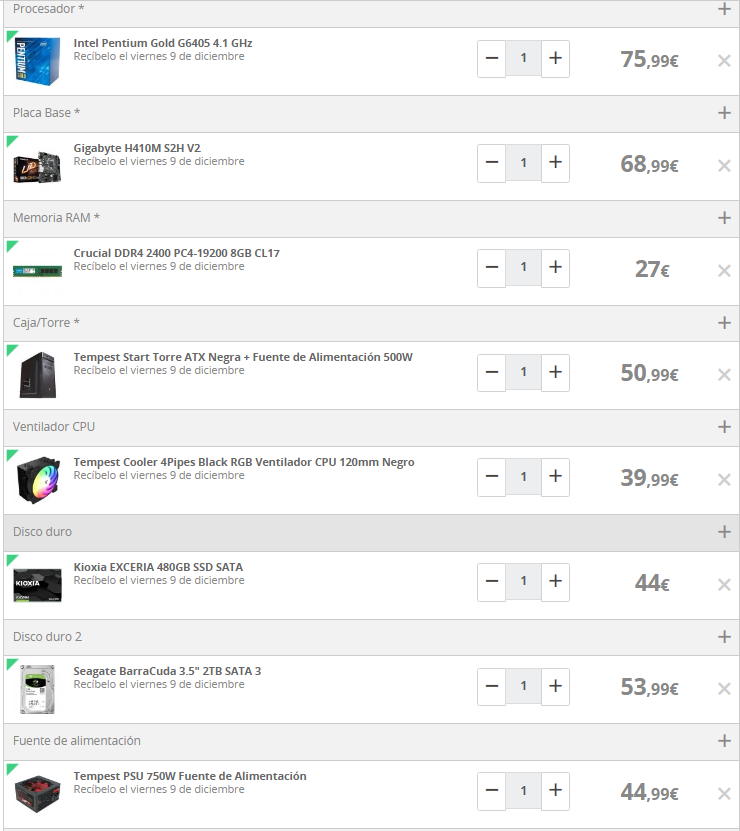 Procesador *
+
Intel Pentium Gold G6405 4.1 GHz
Recíbelo el viernes 9 de diciembre
− 1 +
75,99€ ×
Placa Base *
+
Gigabyte H410M S2H V2
Recíbelo el viernes 9 de diciembre
− 1 +
68,99€ ×
Memoria RAM *
+
Crucial DDR4 2400 PC4-19200 8GB CL17
Recíbelo el viernes 9 de diciembre
− 1 +
27€ ×
Caja/Torre *
+
Tempest Start Torre ATX Negra + Fuente de Alimentación 500W
Recíbelo el viernes 9 de diciembre
− 1 +
50,99€ ×
Ventilador CPU
+
Tempest Cooler 4Pipes Black RGB Ventilador CPU 120mm Negro
Recíbelo el viernes 9 de diciembre
− 1 +
39,99€ ×
Disco duro
+
KIOXIA
Kioxia EXCERIA 480GB SSD SATA
Recíbelo el viernes 9 de diciembre
− 1 +
44€ ×
Disco duro 2
+
Seagate BarraCuda 3.5" 2TB SATA 3
Recíbelo el viernes 9 de diciembre
− 1 +
53,99€ ×
Fuente de alimentación
+
Tempest PSU 750W Fuente de Alimentación
Recíbelo el viernes 9 de diciembre
− 1 +
44,99€ ×